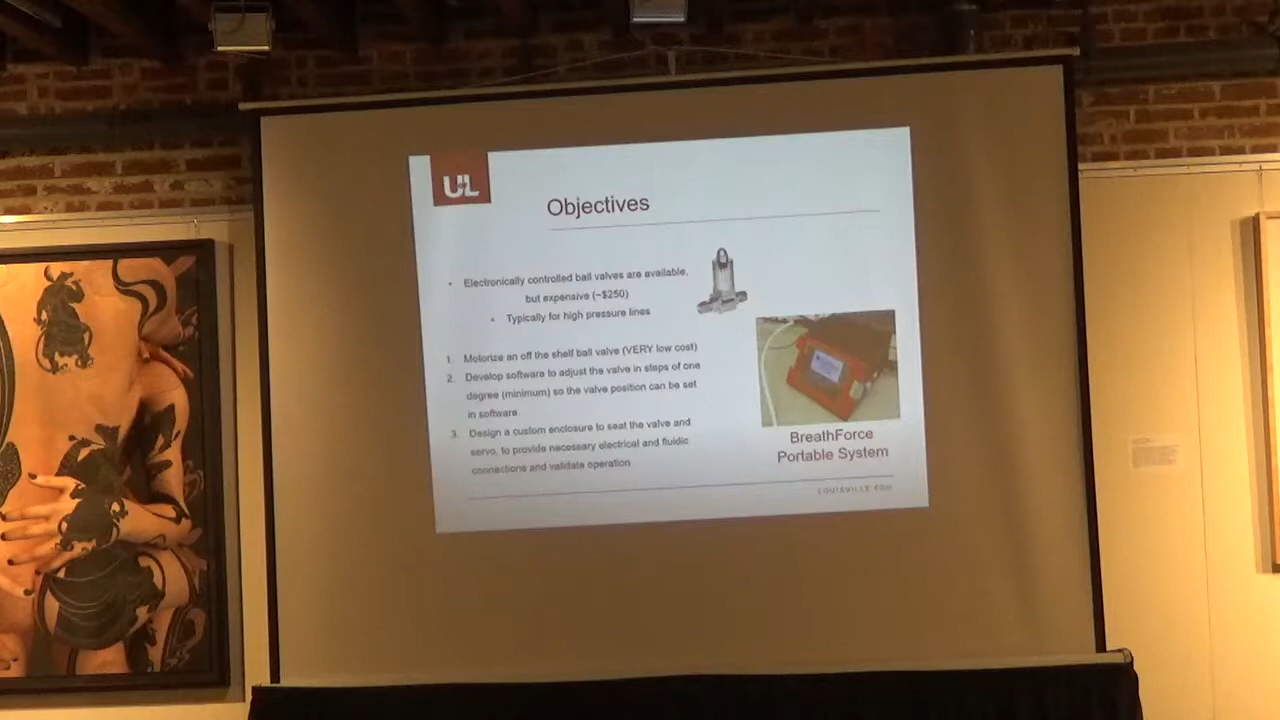 UL
Objectives
• Electronically controlled ball valves are available,
but expensive (~$250)
• Typically for high pressure lines
1. Motorize an off the shelf ball valve (VERY low cost)
2. Develop software to adjust the valve in steps of one
degree (minimum) so the valve position can be set
in software
3. Design a custom enclosure to seat the valve and
servo, to provide necessary electrical and fluidic
connections and validate operation
BreathForce
Portable System
LOUISVILLE.EDU